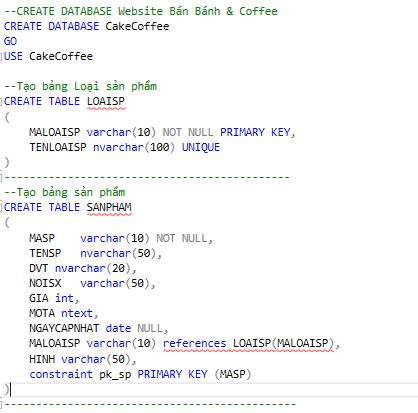 --CREATE DATABASE Website Bán Bánh & Coffee
CREATE DATABASE CakeCoffee
GO
USE CakeCoffee
--Tạo bảng Loại sản phẩm
CREATE TABLE LOAISP
(
MALOAISP varchar(10) NOT NULL PRIMARY KEY,
TENLOAISP nvarchar(100) UNIQUE
)
---------------------------------------------
--Tạo bảng sản phẩm
CREATE TABLE SANPHAM
(
MASP varchar(10) NOT NULL,
TENSP nvarchar(50),
DVT nvarchar(20),
NOISX varchar(50),
GIA int,
MOTA ntext,
NGAYCAPNHAT date NULL,
MALOAISP varchar(10) references LOAISP(MALOAISP),
HINH varchar(50),
constraint pk_sp PRIMARY KEY (MASP)
)
----------------------------------------------